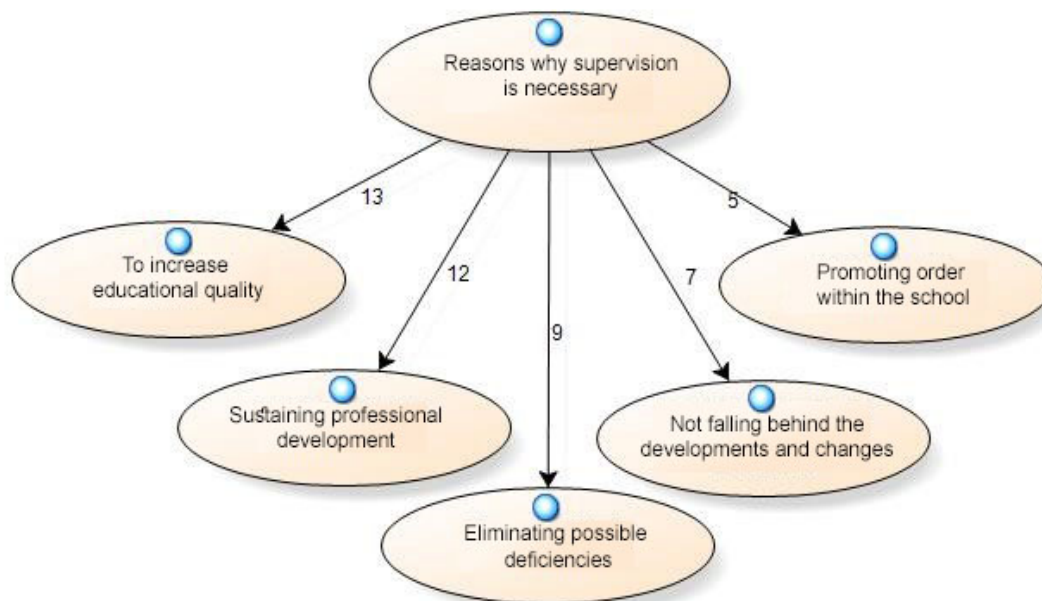 Reasons why supervision
is necessary
13
12
9
7
5
To increase
educational quality
Promoting order
within the school
Sustaining professional
development
Not falling behind the
developments and changes
Eliminating possible
deficiencies